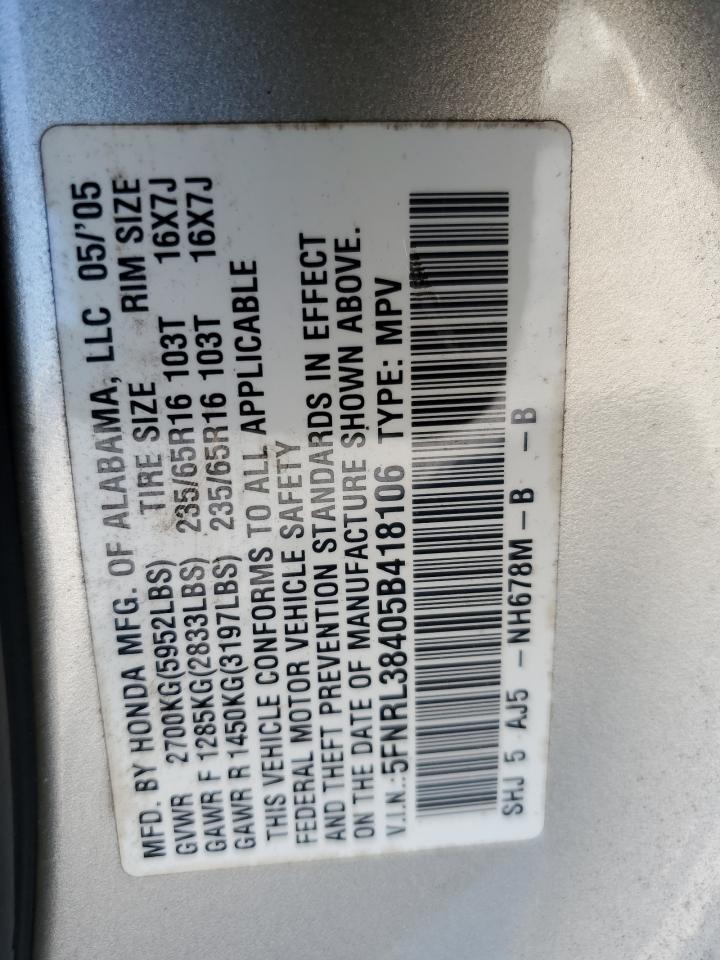 MFD. BY HONDA MFG. OF ALABAMA, LLC 05/'05
TIRE SIZE RIM SIZE
GVWR 2700KG(5952LBS)
GAWR F 1285KG(2833LBS) 235/65R16 103T 16X7J
GAWR R 1450KG(3197LBS) 235/65R16 103T 16X7J
THIS VEHICLE CONFORMS TO ALL APPLICABLE
FEDERAL MOTOR VEHICLE SAFETY
AND THEFT PREVENTION STANDARDS IN EFFECT
ON THE DATE OF MANUFACTURE SHOWN ABOVE.
V.I.N.:5FNRL38405B418106 TYPE: MPV
SHJ 5 AJ5 -NH678M-B -B